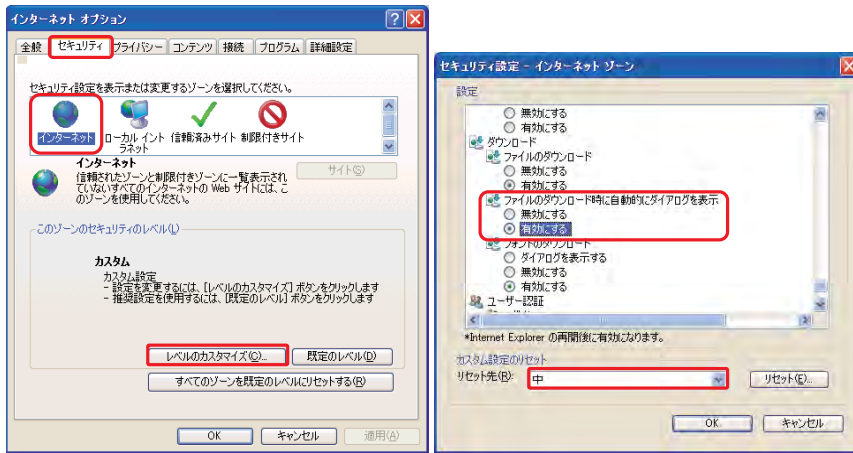 インターネット オプション
全般 セキュリティ プライバシー コンテンツ 接続 プログラム 詳細設定
セキュリティ設定を表示または変更するゾーンを選択してください。
インターネット ローカル イントラネット 信頼済みサイト 制限付きサイト
インターネット
サイト(S)
信頼されたゾーンと制限付きゾーンに一覧表示され
ていないすべてのインターネットの Web サイトには、こ
のゾーンを使用してください。
このゾーンのセキュリティのレベル(L)
カスタム
カスタム設定
- 設定を変更するには、[レベルのカスタマイズ] ボタンをクリックします
- 推奨設定を使用するには、[既定のレベル] ボタンをクリックします
レベルのカスタマイズ(C)... 既定のレベル(D)
すべてのゾーンを既定のレベルにリセットする(R)
OK キャンセル 適用(A)
セキュリティ設定 - インターネット ゾーン
設定
無効にする
有効にする
ダウンロード
ファイルのダウンロード
無効にする
有効にする
ファイルのダウンロード時に自動的にダイアログを表示
無効にする
有効にする
フォントのダウンロード
ダイアログを表示する
無効にする
有効にする
ユーザー認証
*Internet Explorer の再開後に有効になります。
カスタム設定のリセット
リセット先(R): 中 リセット(E)...
OK キャンセル